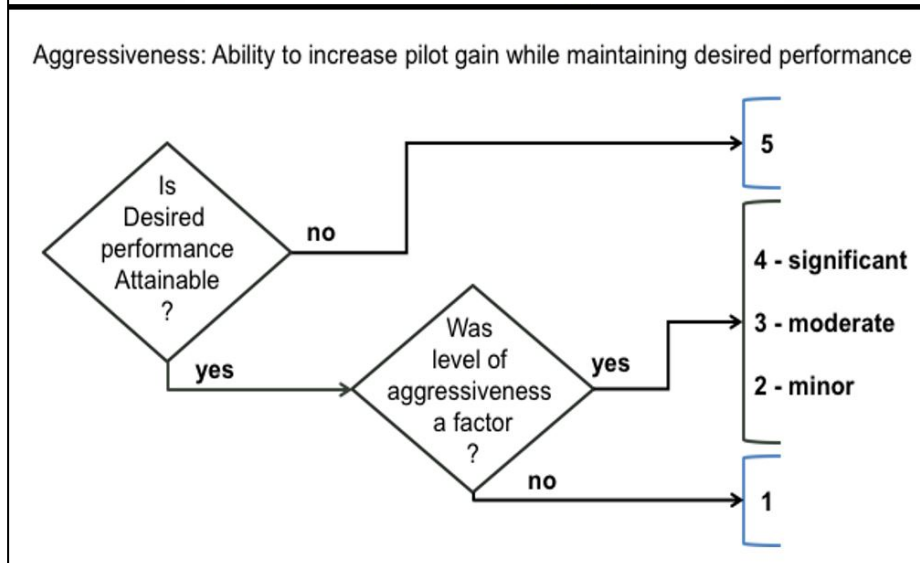 Aggressiveness: Ability to increase pilot gain while maintaining desired performance
Is
Desired
performance
Attainable
?
no
yes
Was
level of
aggressiveness
a factor
?
yes
no
5
4 - significant
3 - moderate
2 - minor
1